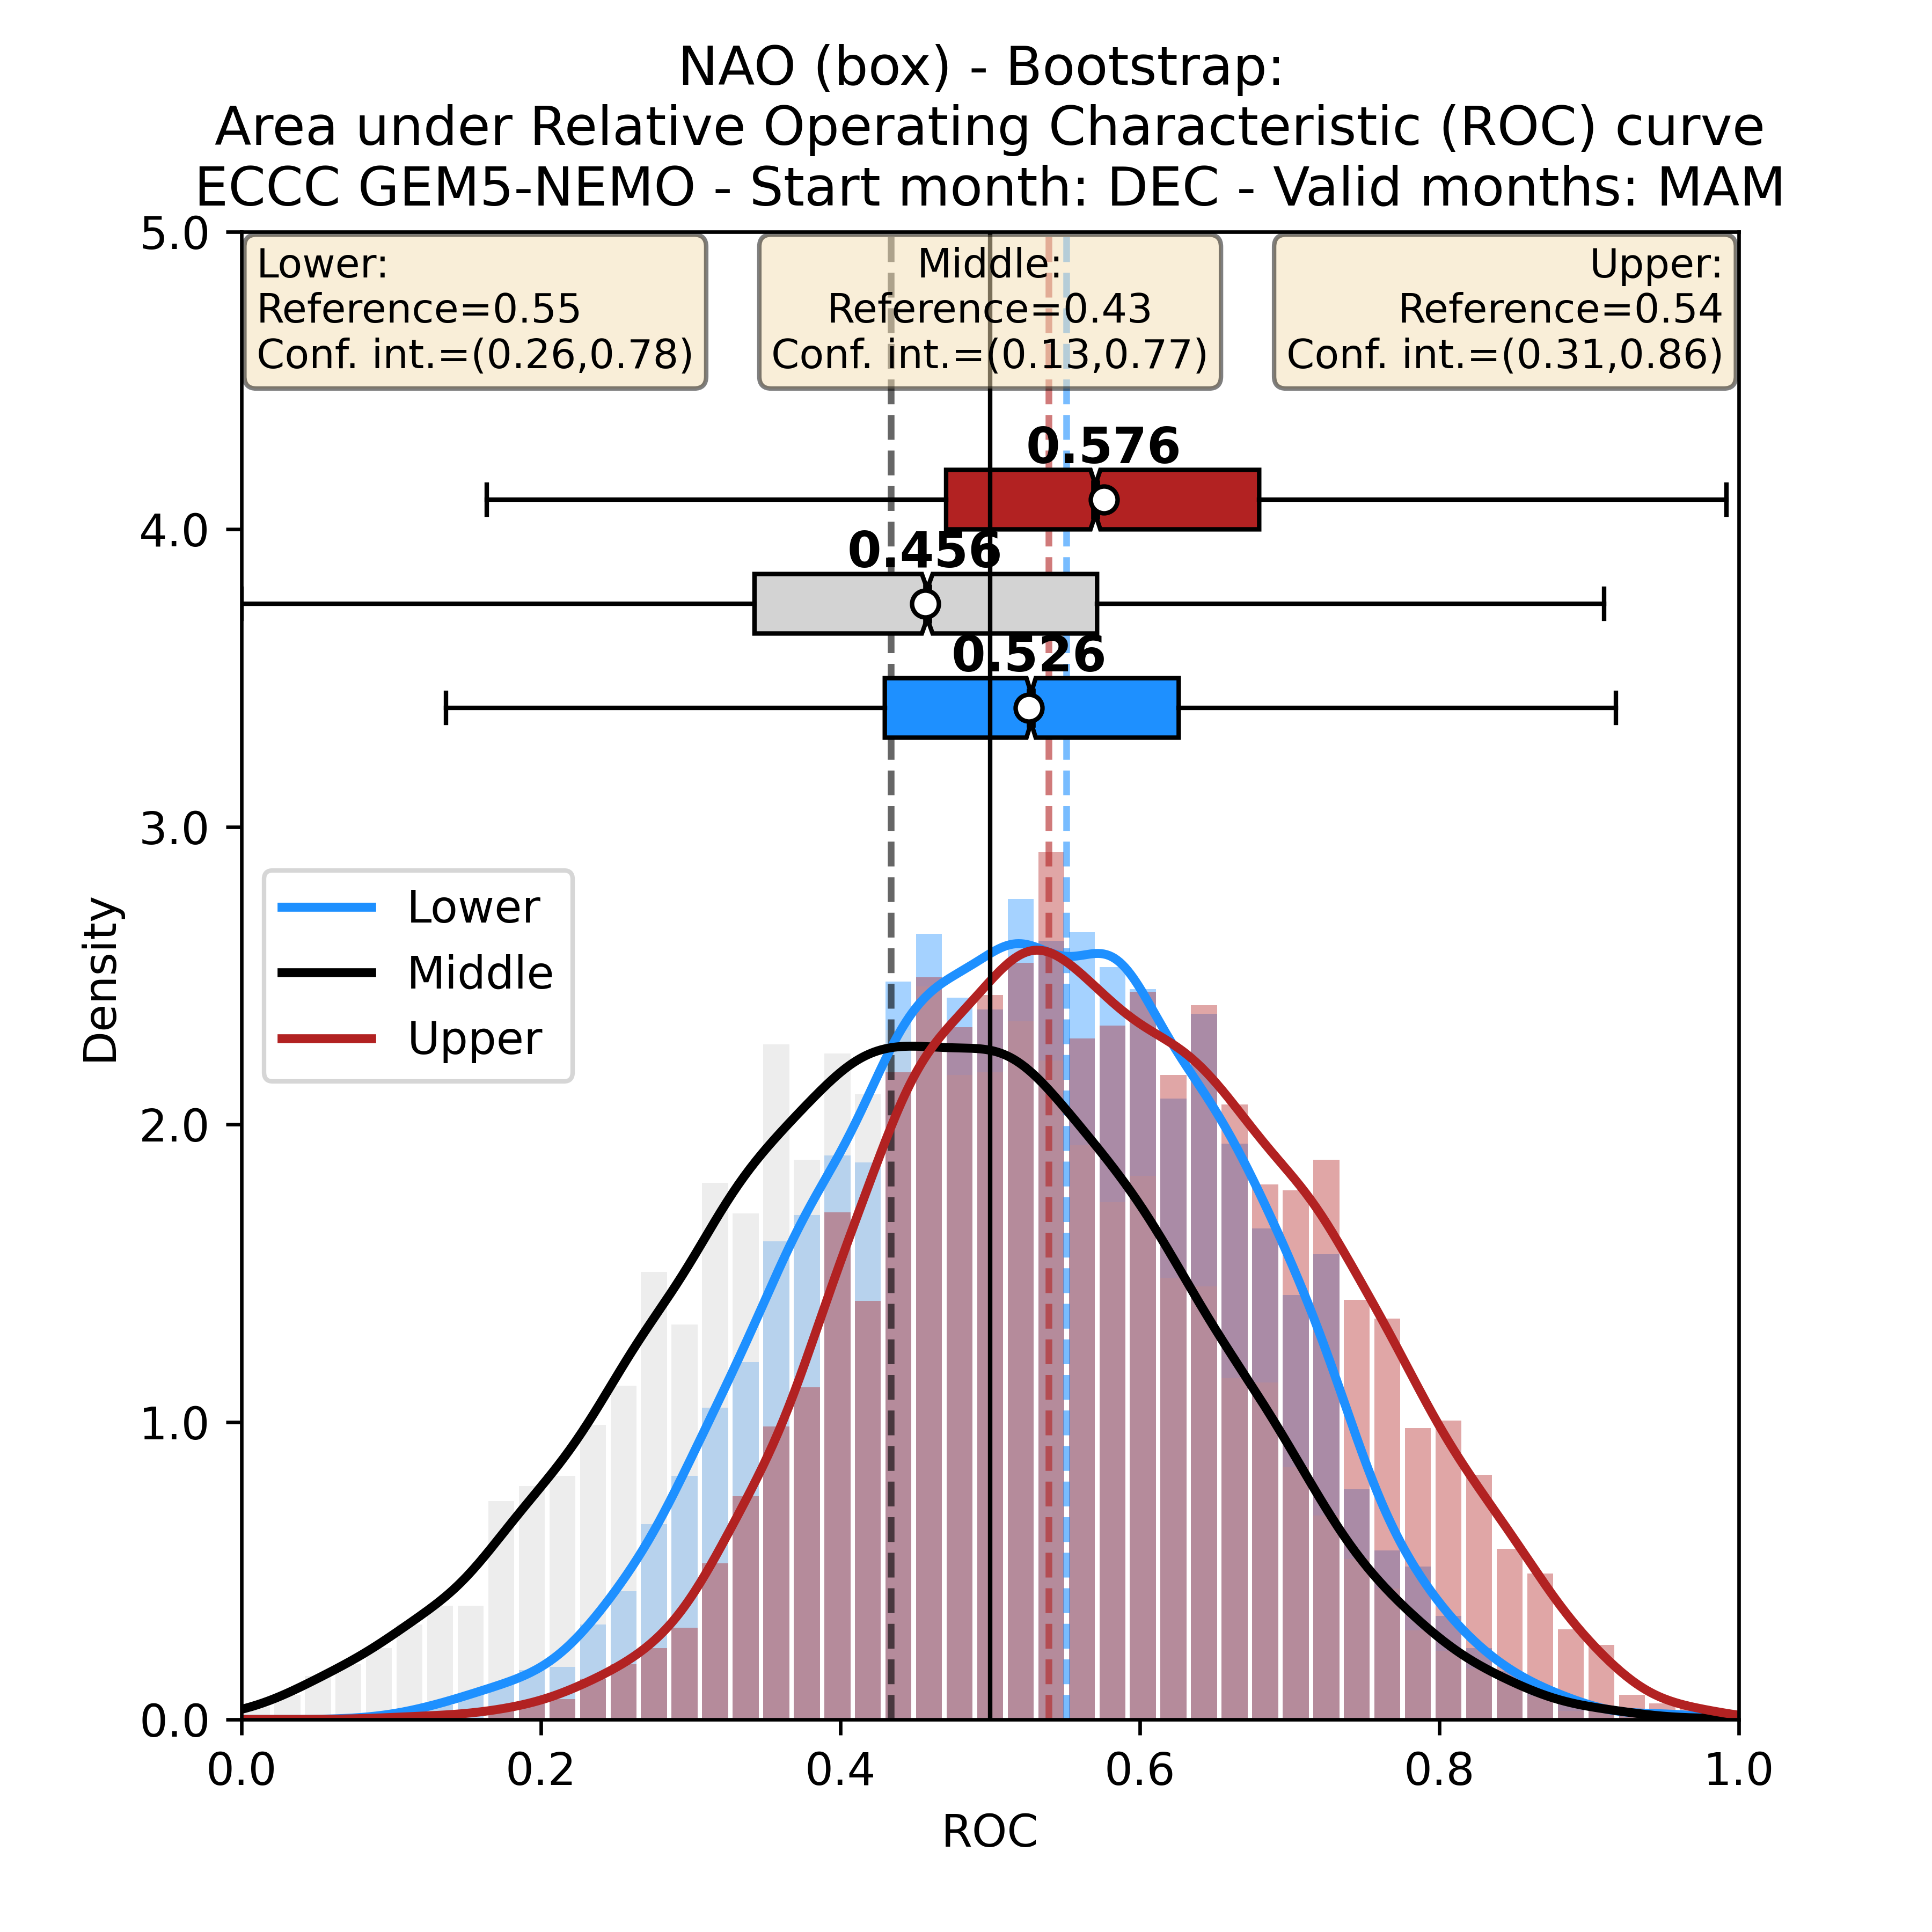 NAO (box) - Bootstrap:
Area under Relative Operating Characteristic (ROC) curve
ECCC GEM5-NEMO - Start month: DEC - Valid months: MAM
5.0
Lower:
Reference=0.55
Conf. int.=(0.26,0.78)
Middle:
Reference=0.43
Conf. int.=(0.13,0.77)
Upper:
Reference=0.54
Conf. int.=(0.31,0.86)
0.576
4.0
0.456
0.526
3.0
Lower
Middle
Upper
Density
2.0
1.0
0.0
0.0
0.2
0.4
0.6
0.8
1.0
ROC